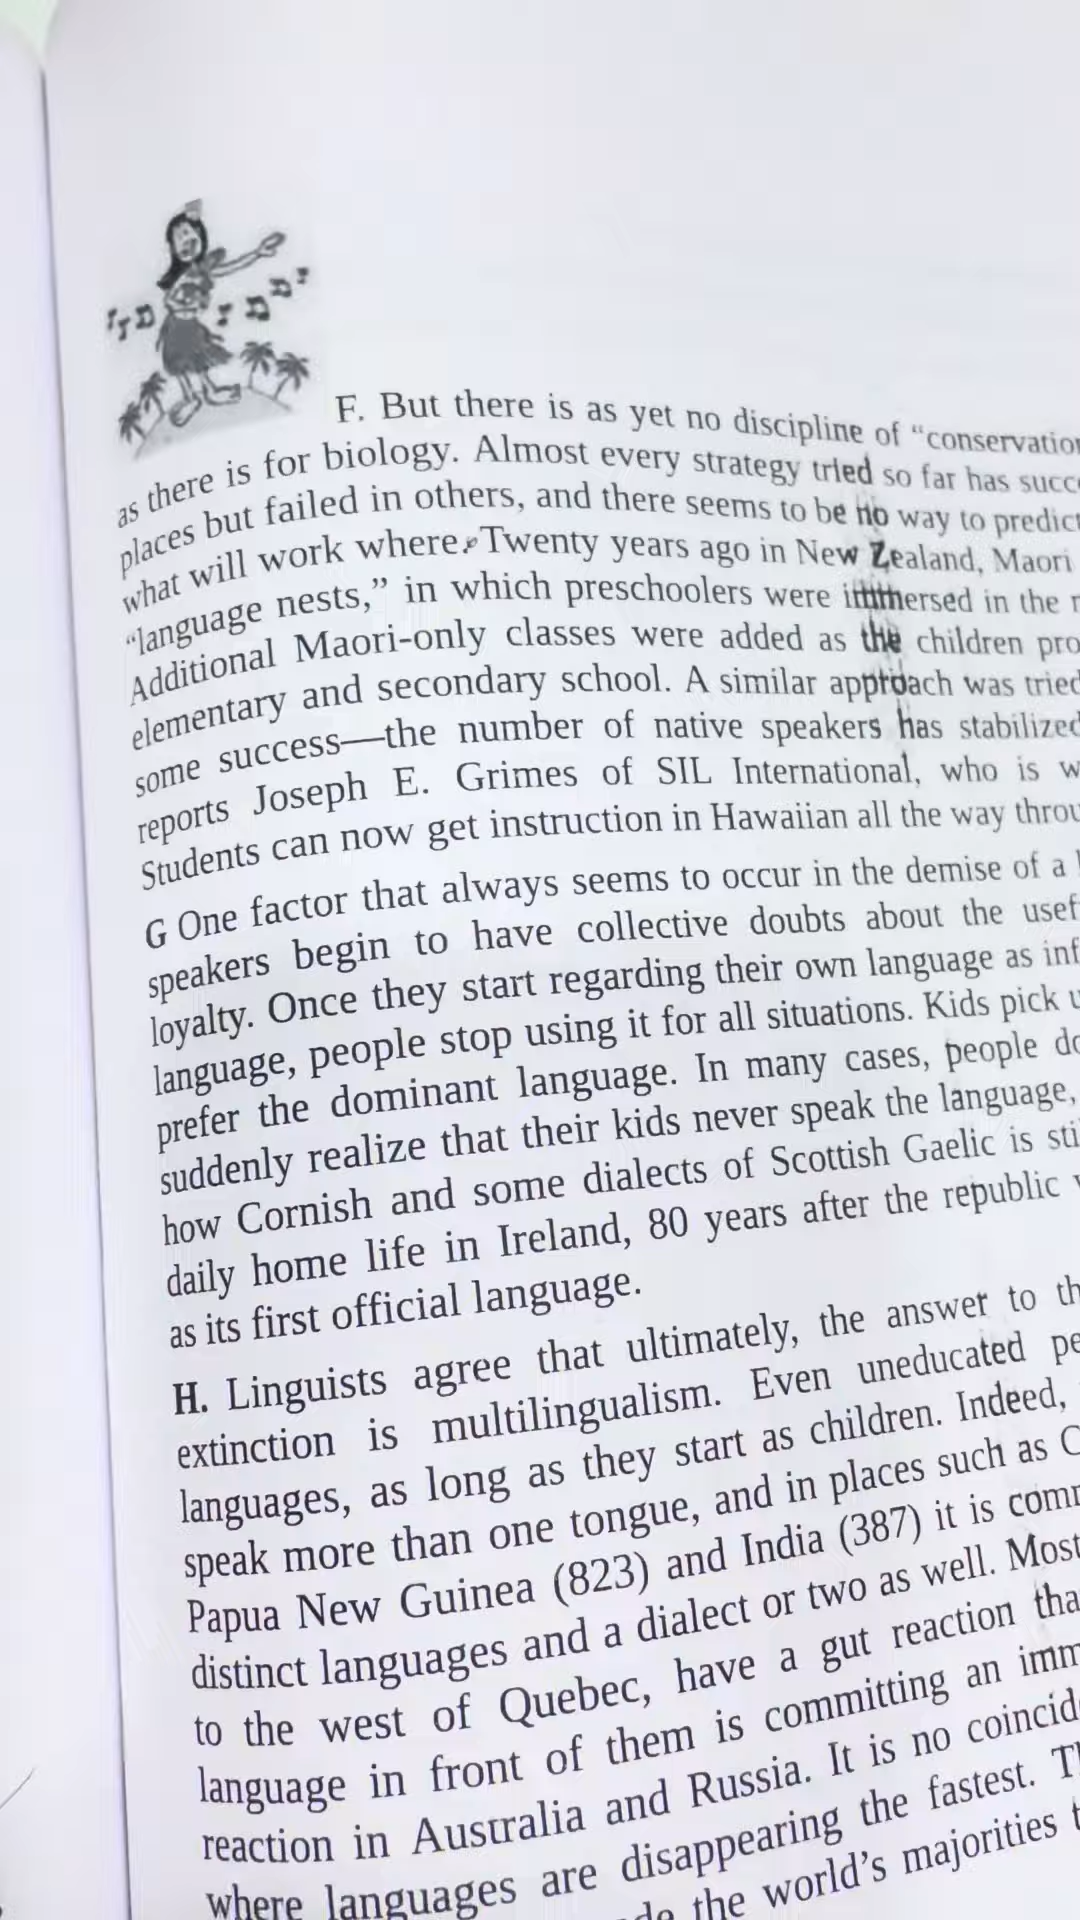 F. But there is as yet no discipline of “conservation
as there is for biology. Almost every strategy tried so far has succ
places but failed in others, and there seems to be no way to predict
what will work where. Twenty years ago in New Zealand, Maori
“language nests,” in which preschoolers were immersed in the
Additional Maori-only classes were added as the children pro
elementary and secondary school. A similar approach was tried
some success—the number of native speakers has stabilized
reports Joseph E. Grimes of SIL International, who is w
Students can now get instruction in Hawaiian all the way throu
G One factor that always seems to occur in the demise of a
speakers begin to have collective doubts about the usef
loyalty. Once they start regarding their own language as inf
language, people stop using it for all situations. Kids pick u
prefer the dominant language. In many cases, people do
suddenly realize that their kids never speak the language,
how Cornish and some dialects of Scottish Gaelic is sti
daily home life in Ireland, 80 years after the republic
as its first official language.
H. Linguists agree that ultimately, the answer to th
extinction is multilingualism. Even uneducated pe
languages, as long as they start as children. Indeed,
speak more than one tongue, and in places such as C
Papua New Guinea (823) and India (387) it is comm
distinct languages and a dialect or two as well. Most
to the west of Quebec, have a gut reaction tha
language in front of them is committing an imm
reaction in Australia and Russia. It is no coincid
where languages are disappearing the fastest. Th
the world’s majorities t